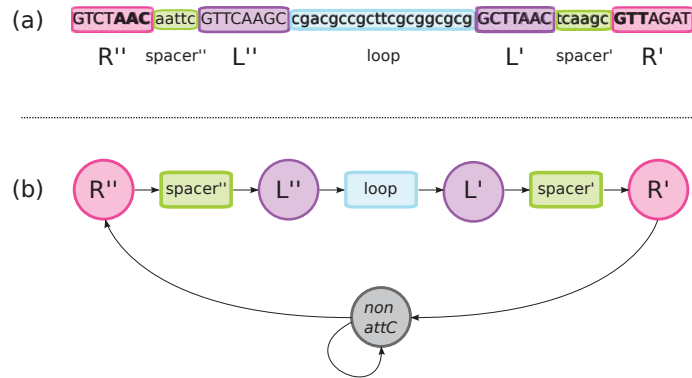 (a) GTCTAAC aattc GTTCAAGC cgacgccgcttcgcggcgcg GCTTAAC tcaagc GTTAGAT
R'' spacer'' L'' loop L' spacer' R'
(b) R'' spacer'' L'' loop L' spacer' R'
non
attC